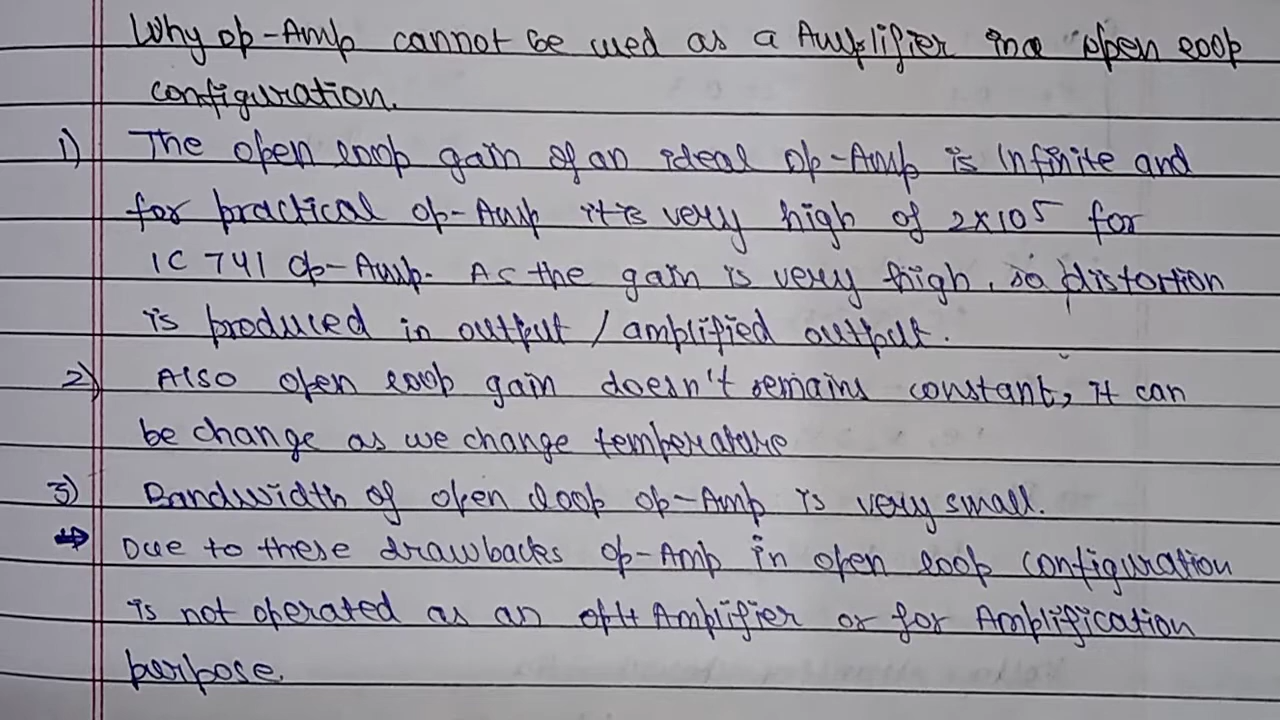 Why op-Amp cannot be used as a Amplifier in a open loop
configuration.
1) The open loop gain of an ideal op-Amp is Infinite and
for practical op-Amp it is very high of 2x10⁵ for
IC 741 op-Amp. As the gain is very high, so distortion
is produced in output / amplified output.
2) Also open loop gain doesn't remains constant, it can
be change as we change temperature
3) Bandwidth of open loop op-Amp is very small.
⇒ Due to these drawbacks op-Amp in open loop configuration
is not operated as an Amplifier or for Amplification
purpose.